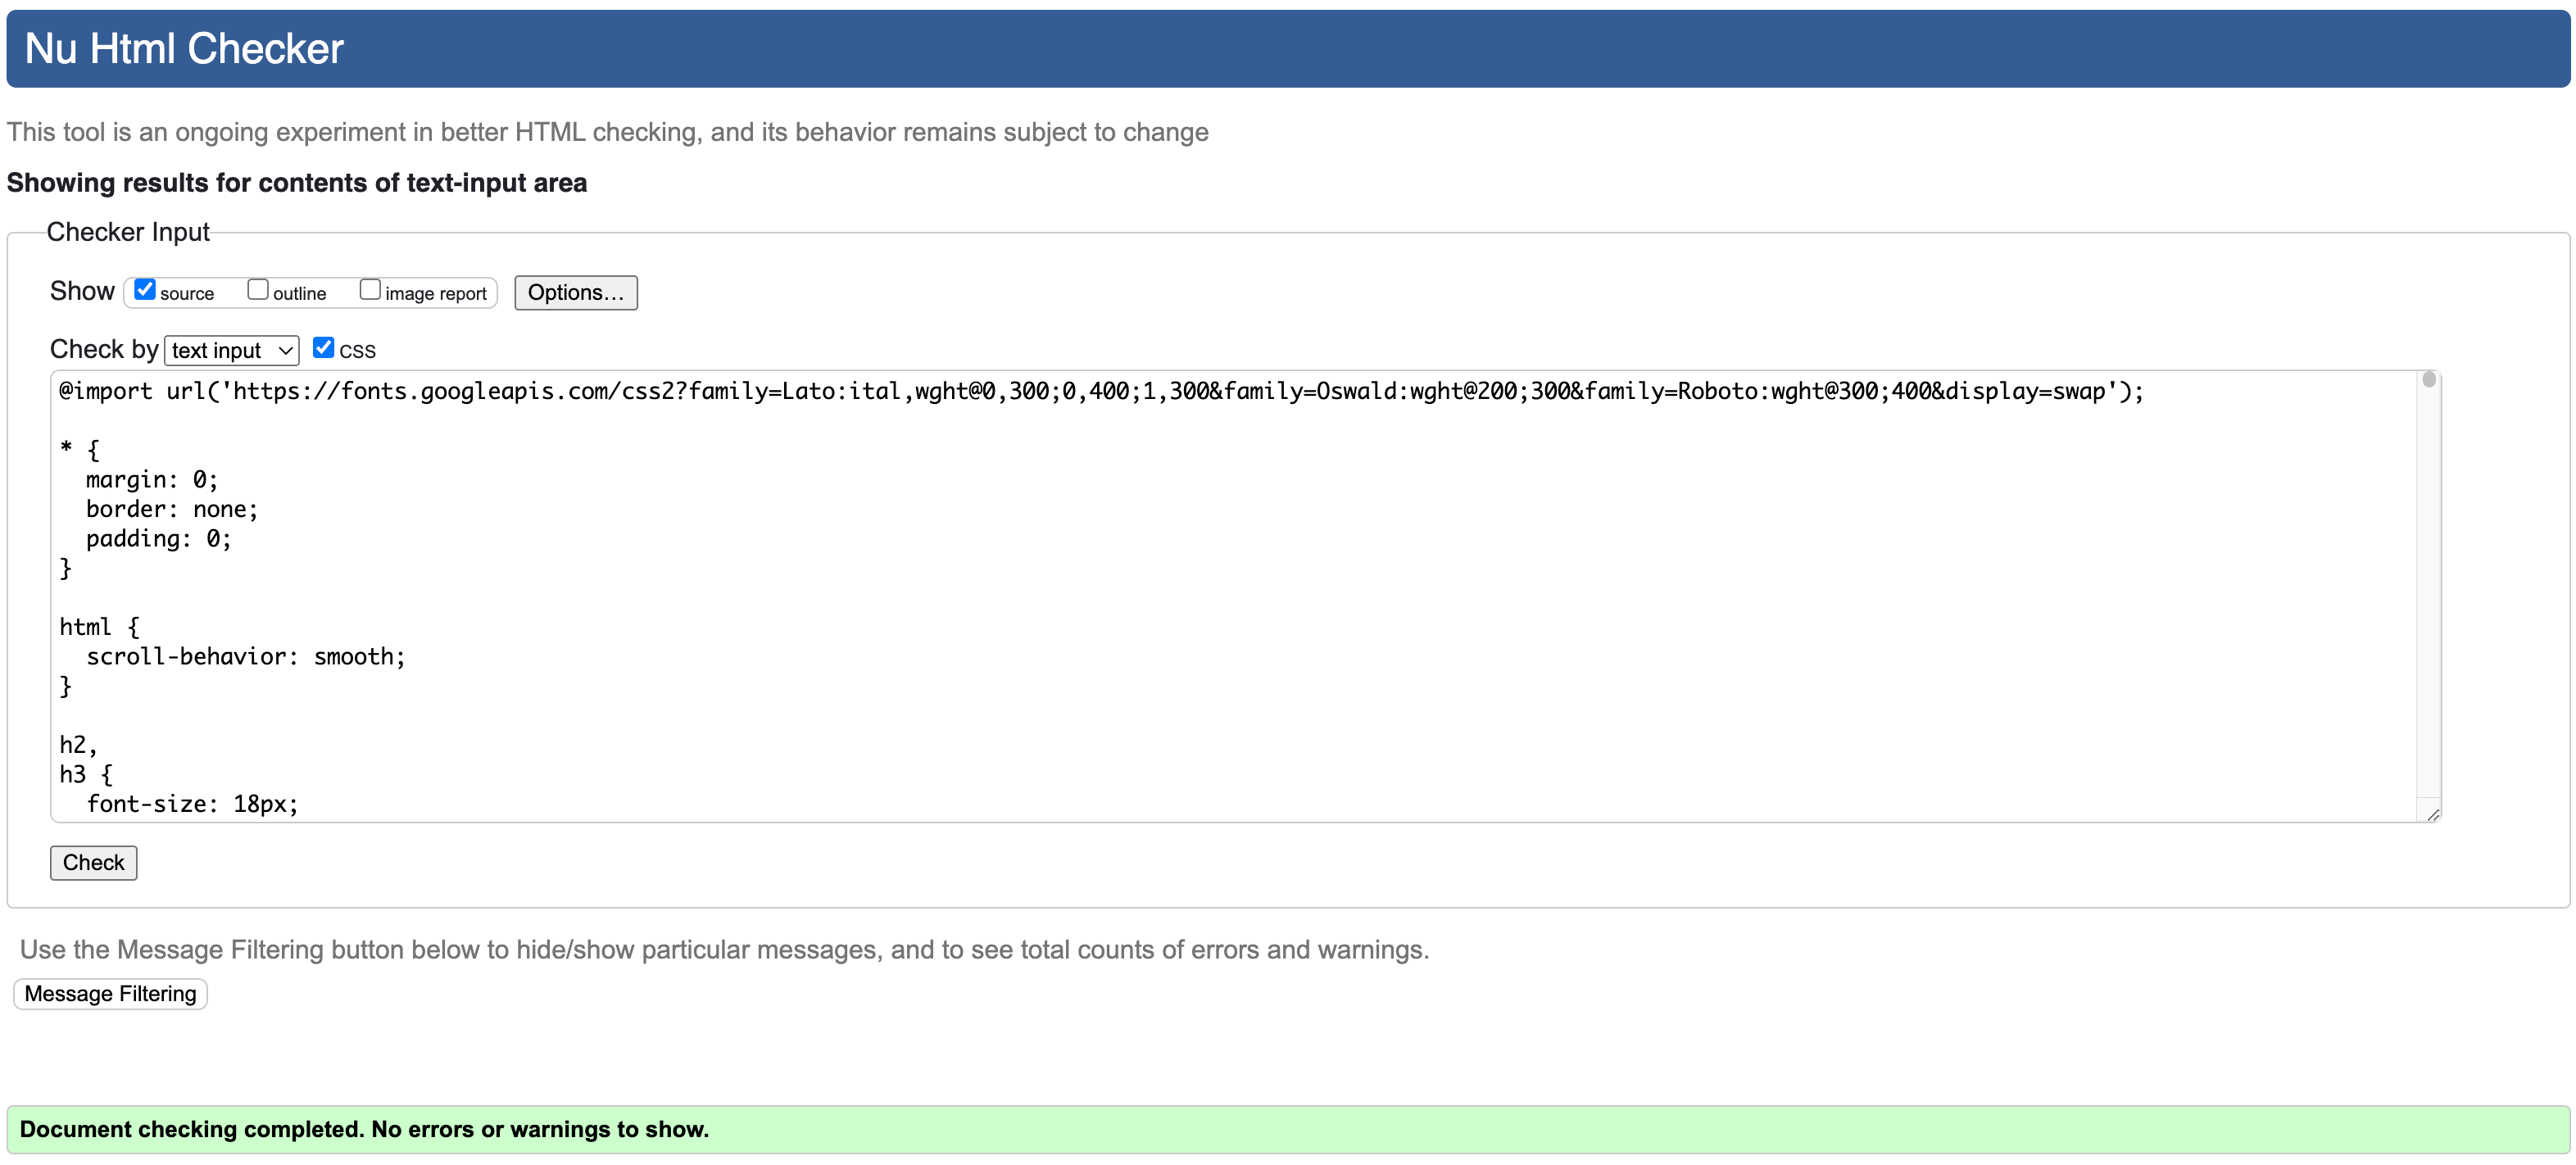 Nu Html Checker
This tool is an ongoing experiment in better HTML checking, and its behavior remains subject to change
Showing results for contents of text-input area
Checker Input
Show source outline image report Options…
Check by text input CSS
@import url('https://fonts.googleapis.com/css2?family=Lato:ital,wght@0,300;0,400;1,300&family=Oswald:wght@200;300&family=Roboto:wght@300;400&display=swap');
* {
  margin: 0;
  border: none;
  padding: 0;
}
html {
  scroll-behavior: smooth;
}
h2,
h3 {
  font-size: 18px;
Check
Use the Message Filtering button below to hide/show particular messages, and to see total counts of errors and warnings.
Message Filtering
Document checking completed. No errors or warnings to show.